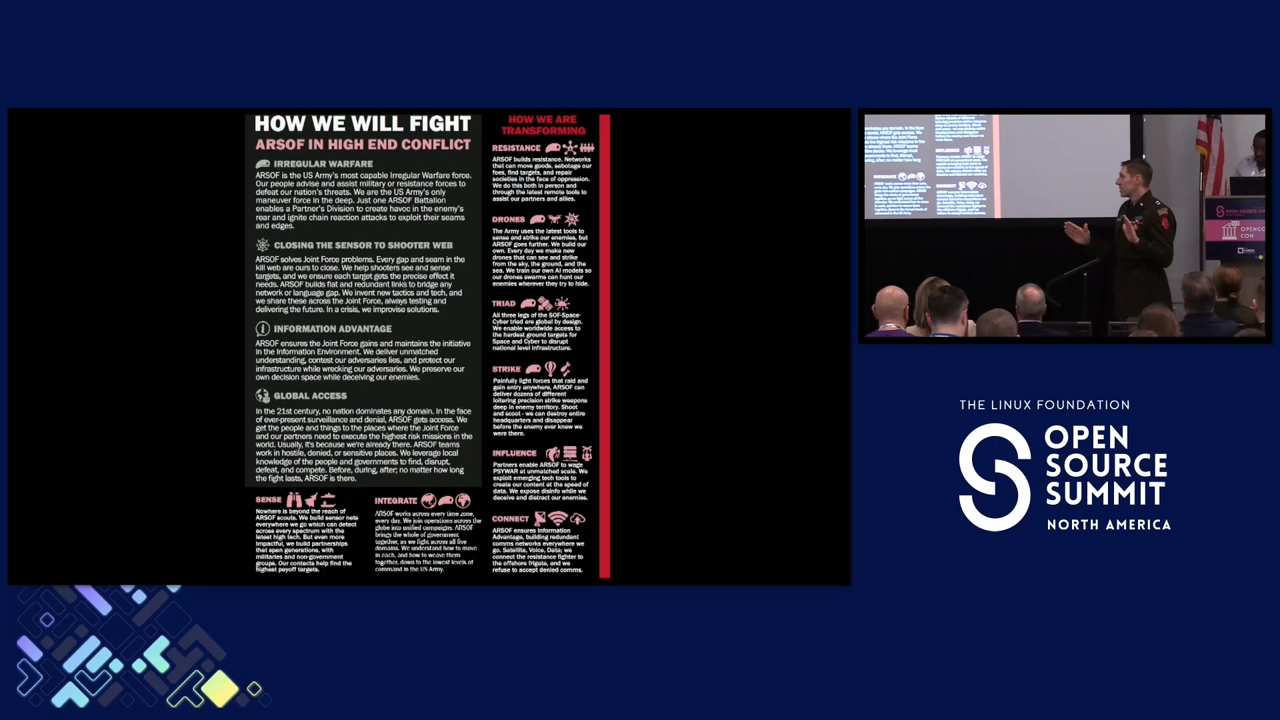 HOW WE WILL FIGHT
ARSOF IN HIGH END CONFLICT
IRREGULAR WARFARE
ARSOF is the US Army's most capable Irregular Warfare force.
Our people advise and assist military or resistance forces to
defeat our nation's threats. We are the US Army's only
maneuver force in the deep. Just one ARSOF Battalion
enables a Partner's Division to create havoc in the enemy's
rear and ignite chain reaction attacks to exploit their seams
and edges.
CLOSING THE SENSOR TO SHOOTER WEB
ARSOF solves Joint Force problems. Every gap and seam in the
kill web are ours to close. We help shooters see and sense
targets, and we ensure each target gets the precise effect it
needs. ARSOF builds flat and redundant links to bridge any
network or language gap. We invent new tactics and tech, and
we share these across the Joint Force, always testing and
delivering the future. In a crisis, we improvise solutions.
INFORMATION ADVANTAGE
ARSOF ensures the Joint Force gains and maintains the initiative
in the Information Environment. We deliver unmatched
understanding, contest our adversaries lies, and protect our
infrastructure while wrecking our adversaries. We preserve our
own decision space while deceiving our enemies.
GLOBAL ACCESS
In the 21st century, no nation dominates any domain. In the face
of ever-present surveillance and denial, ARSOF gets access. We
get the people and things to the places where the Joint Force
and our partners need to execute the highest risk missions in the
world. Usually, it's because we're already there. ARSOF teams
work in hostile, denied, or sensitive places. We leverage local
knowledge of the people and governments to find, disrupt,
defeat, and compete. Before, during, after; no matter how long
the fight lasts, ARSOF is there.
SENSE
Nowhere is beyond the reach of
ARSOF scouts. We build sensor nets
everywhere we go which can detect
across every spectrum with the
latest high tech. But even more
impactful, we build partnerships
that span generations, with
militaries and non-government
groups. Our contacts help find the
highest payoff targets.
INTEGRATE
ARSOF works across every time zone,
every day. We join operations across the
globe into unified campaigns. ARSOF
brings the whole of government
together, as we fight across all five
domains. We understand how to move
in each, and how to weave them
together, down to the lowest levels of
command in the US Army.
HOW WE ARE
TRANSFORMING
RESISTANCE
ARSOF builds resistance. Networks
that can move goods, sabotage our
foes, find targets, and repair
societies in the face of oppression.
We do this both in person and
through the latest remote tools to
assist our partners and allies.
DRONES
The Army uses the latest tools to
sense and strike our enemies, but
ARSOF goes further. We build our
own. Every day we make new
drones that can see and strike
from the sky, the ground, and the
sea. We train our own AI models so
our drones swarms can hunt our
enemies wherever they try to hide.
TRIAD
All three legs of the SOF-Space-
Cyber triad are global by design.
We enable worldwide access to
the hardest ground targets for
Space and Cyber to disrupt
national level infrastructure.
STRIKE
Painfully light forces that raid and
gain entry anywhere, ARSOF can
deliver dozens of different
loitering precision strike weapons
deep in enemy territory. Shoot
and scoot - we can destroy entire
headquarters and disappear
before the enemy ever knew we
were there.
INFLUENCE
Partners enable ARSOF to wage
PSYWAR at unmatched scale. We
exploit emerging tech tools to
create our content at the speed of
data. We expose disinfo while we
deceive and distract our enemies.
CONNECT
ARSOF ensures Information
Advantage, building redundant
comms networks everywhere we
go. Satellite, Voice, Data; we
connect the resistance fighter to
the offshore frigate, and we
refuse to accept denied comms.
THE LINUX FOUNDATION
OPEN
SOURCE
SUMMIT
NORTH AMERICA